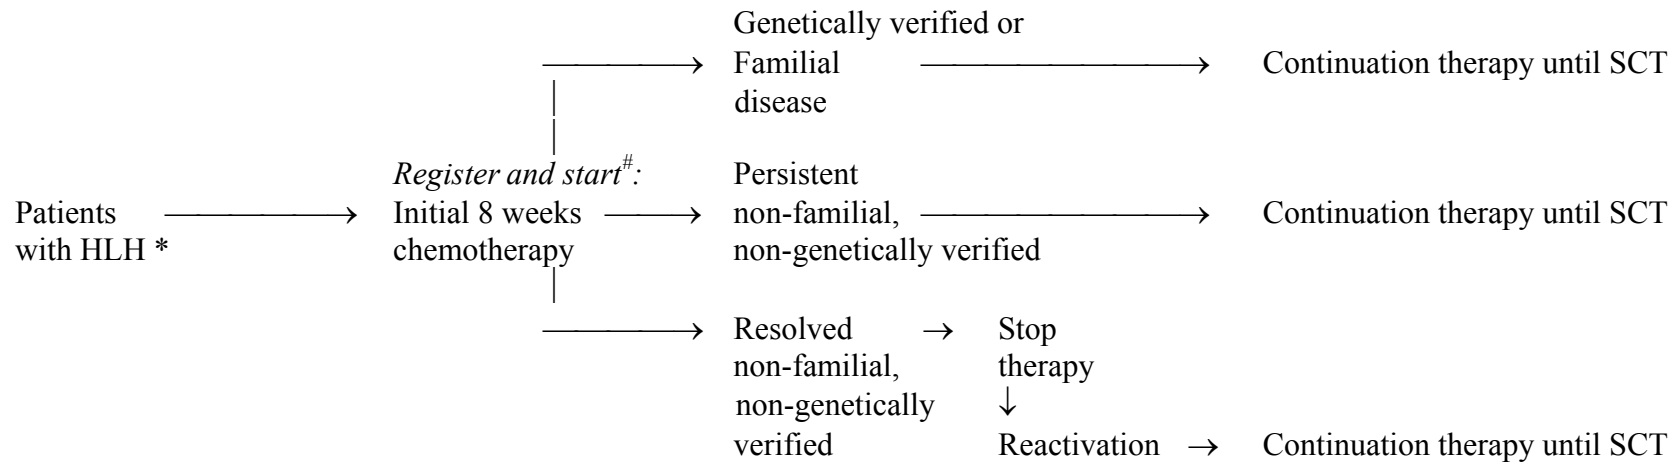 Genetically verified or
Familial
disease
Continuation therapy until SCT
Patients
with HLH *
Register and start#:
Initial 8 weeks
chemotherapy
Persistent
non-familial,
non-genetically verified
Continuation therapy until SCT
Resolved
non-familial,
non-genetically
verified
Stop
therapy
Reactivation
Continuation therapy until SCT